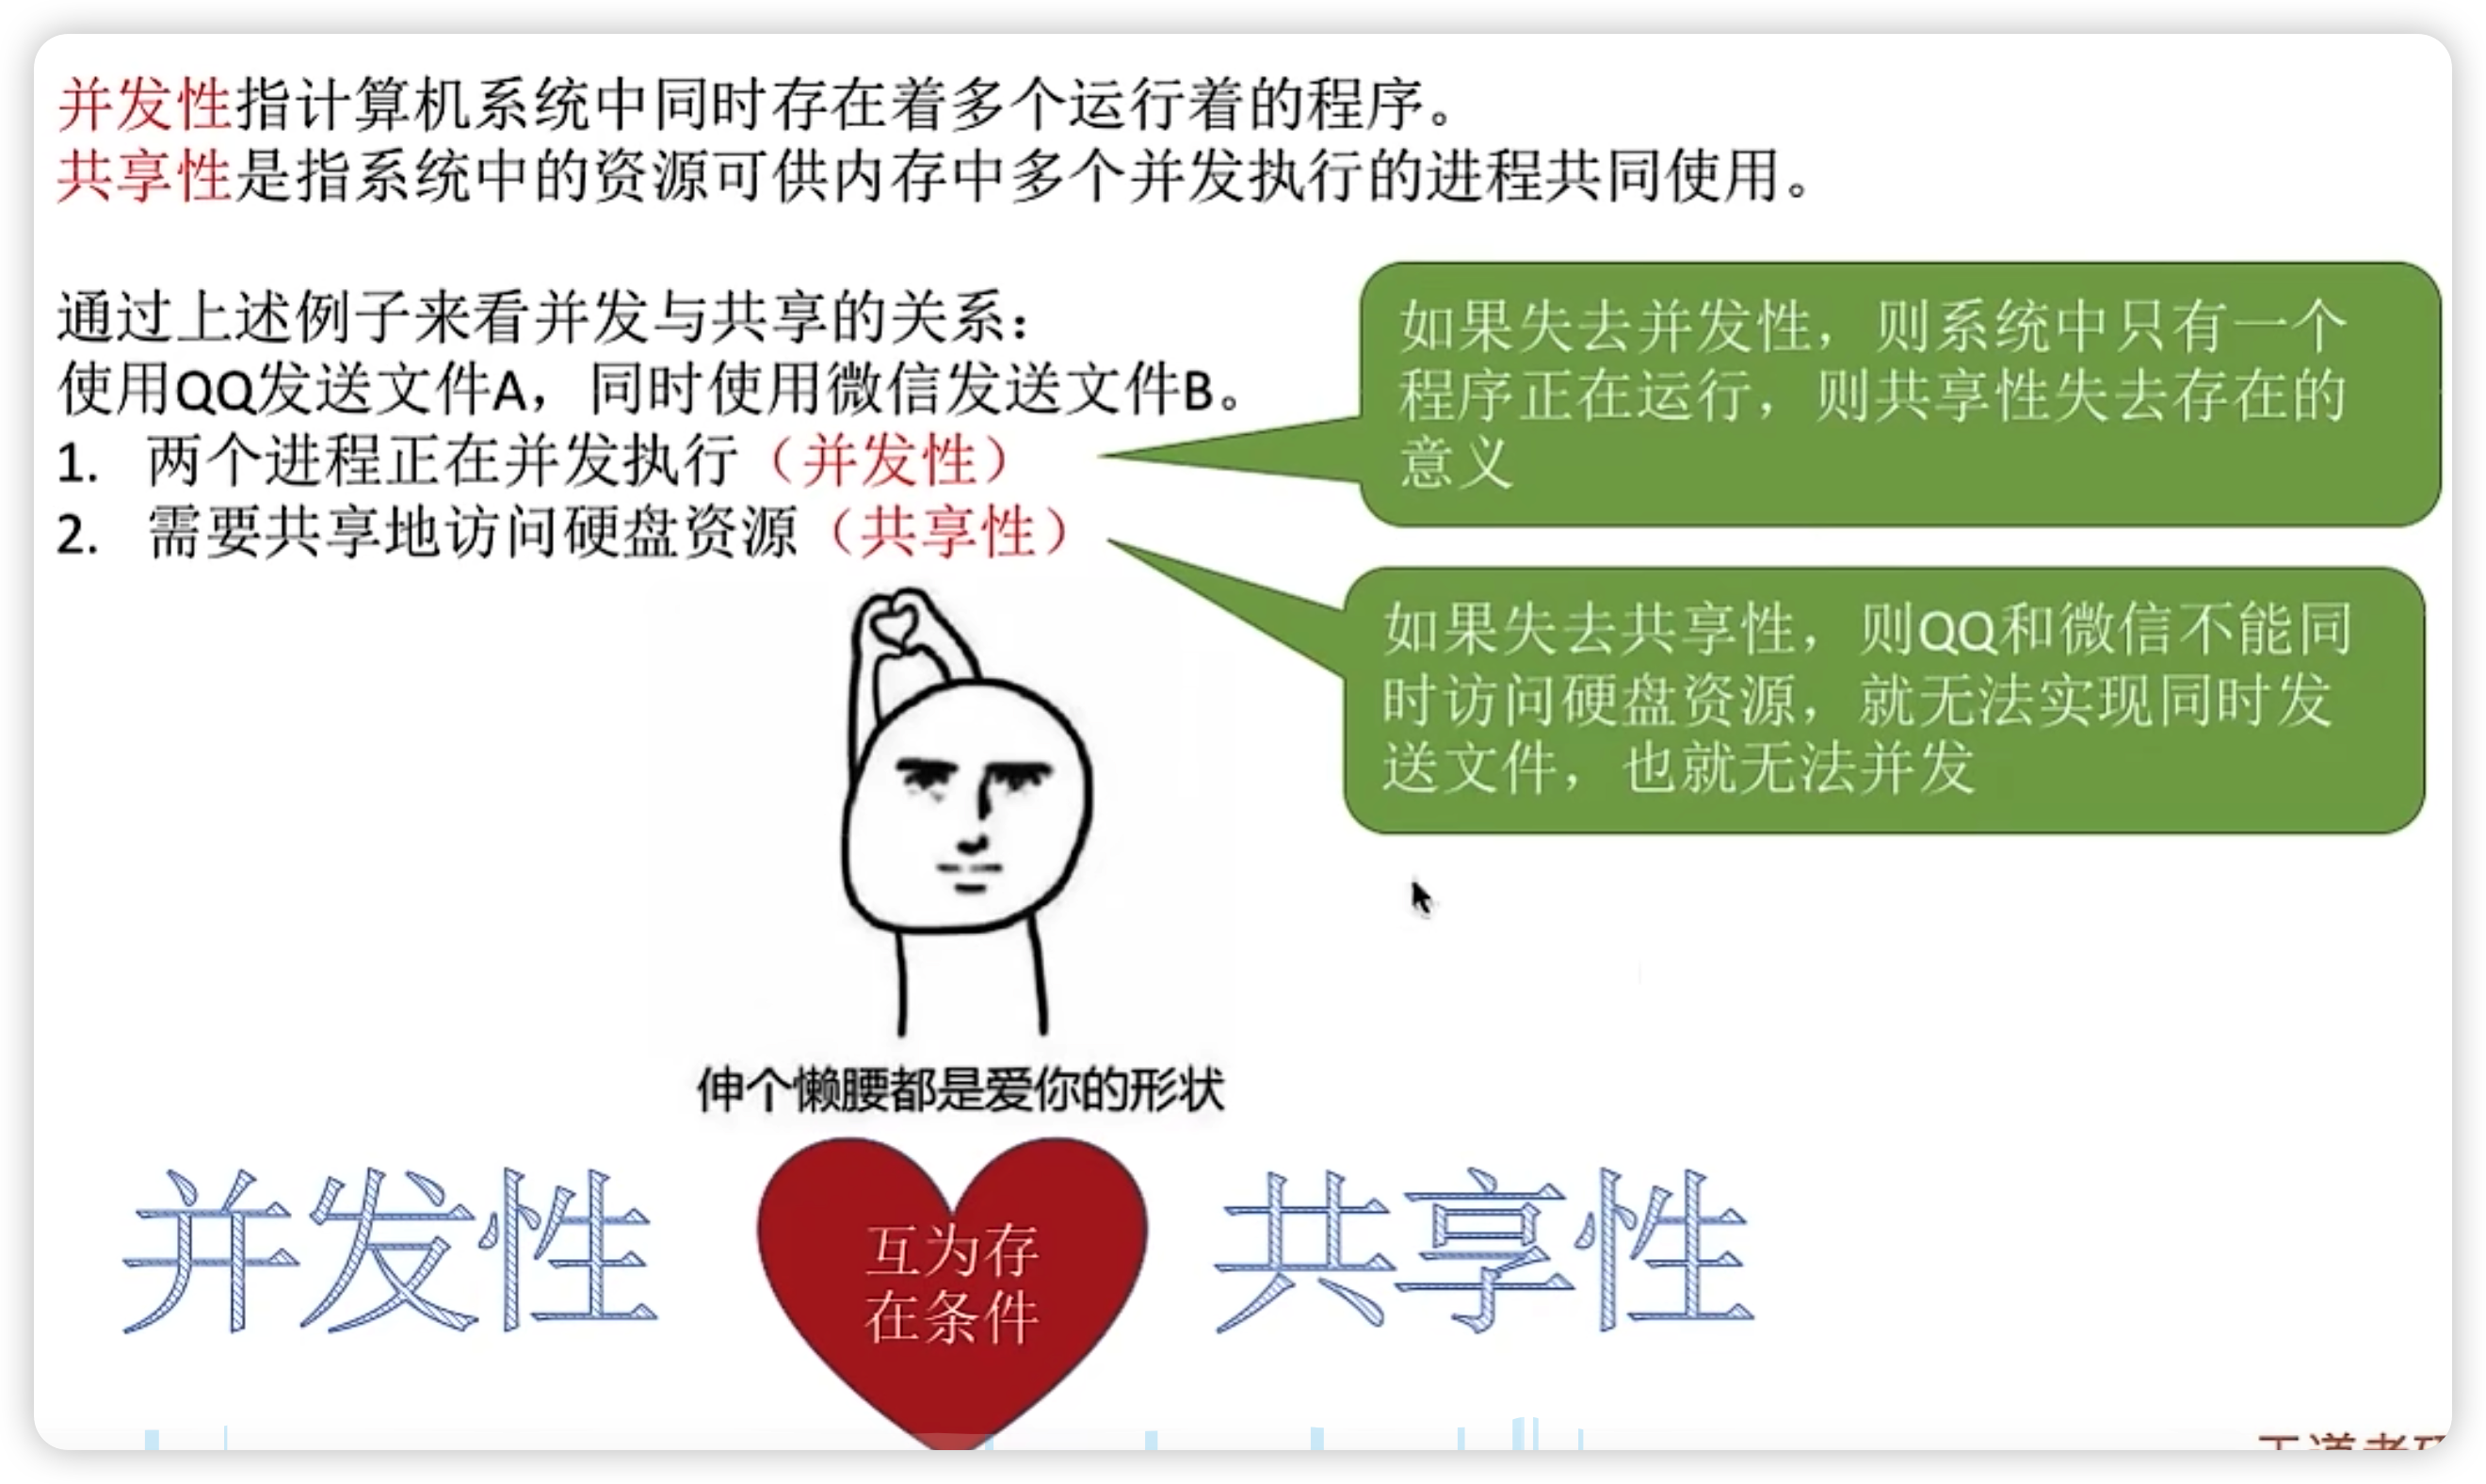 并发性指计算机系统中同时存在着多个运行着的程序。
共享性是指系统中的资源可供内存中多个并发执行的进程共同使用。
通过上述例子来看并发与共享的关系：
使用QQ发送文件A，同时使用微信发送文件B。
1. 两个进程正在并发执行（并发性）
2. 需要共享地访问硬盘资源（共享性）
如果失去并发性，则系统中只有一个
程序正在运行，则共享性失去存在的
意义
如果失去共享性，则QQ和微信不能同
时访问硬盘资源，就无法实现同时发
送文件，也就无法并发
伸个懒腰都是爱你的形状
并发性
互为存
在条件
共享性